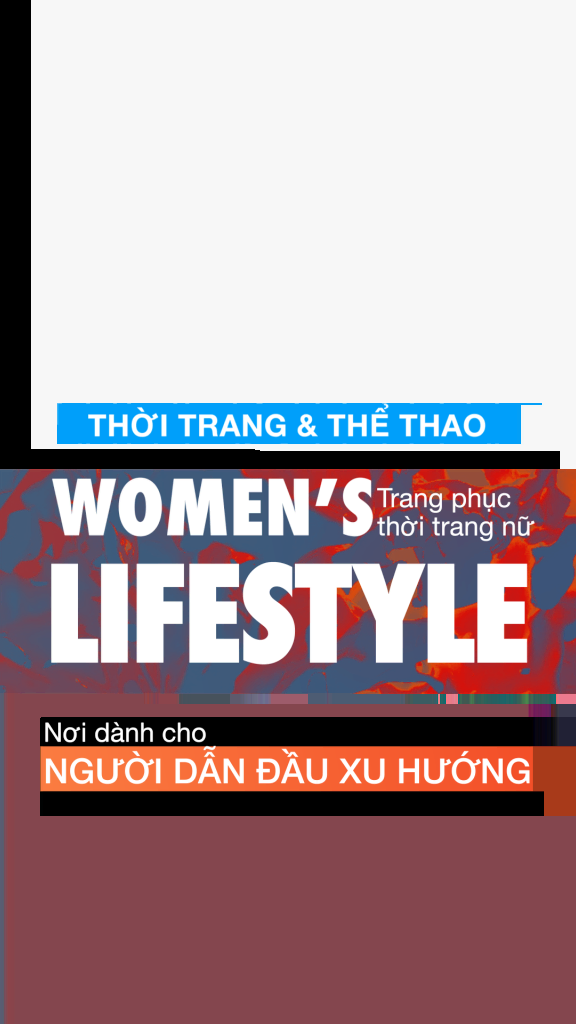 THỜI TRANG & THỂ THAO
WOMEN’S
Trang phục
thời trang nữ
LIFESTYLE
Nơi dành cho
NGƯỜI DẪN ĐẦU XU HƯỚNG